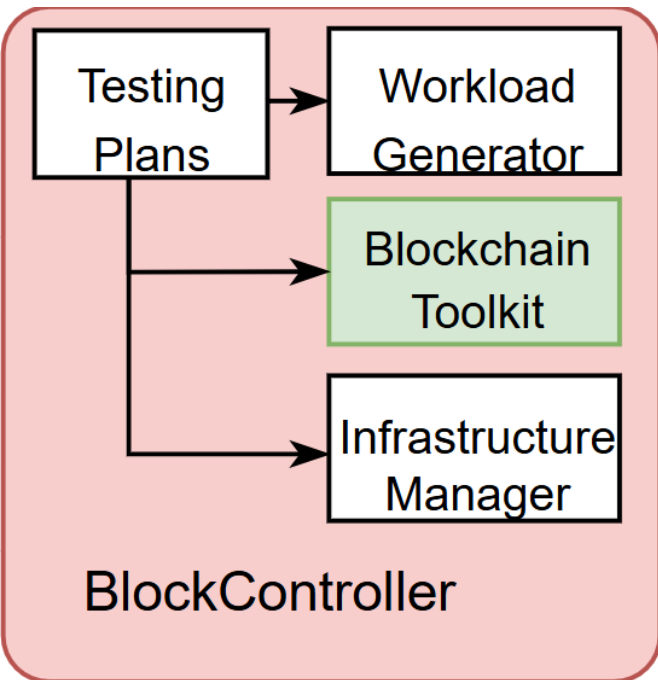 Testing
Plans
Workload
Generator
Blockchain
Toolkit
Infrastructure
Manager
BlockController